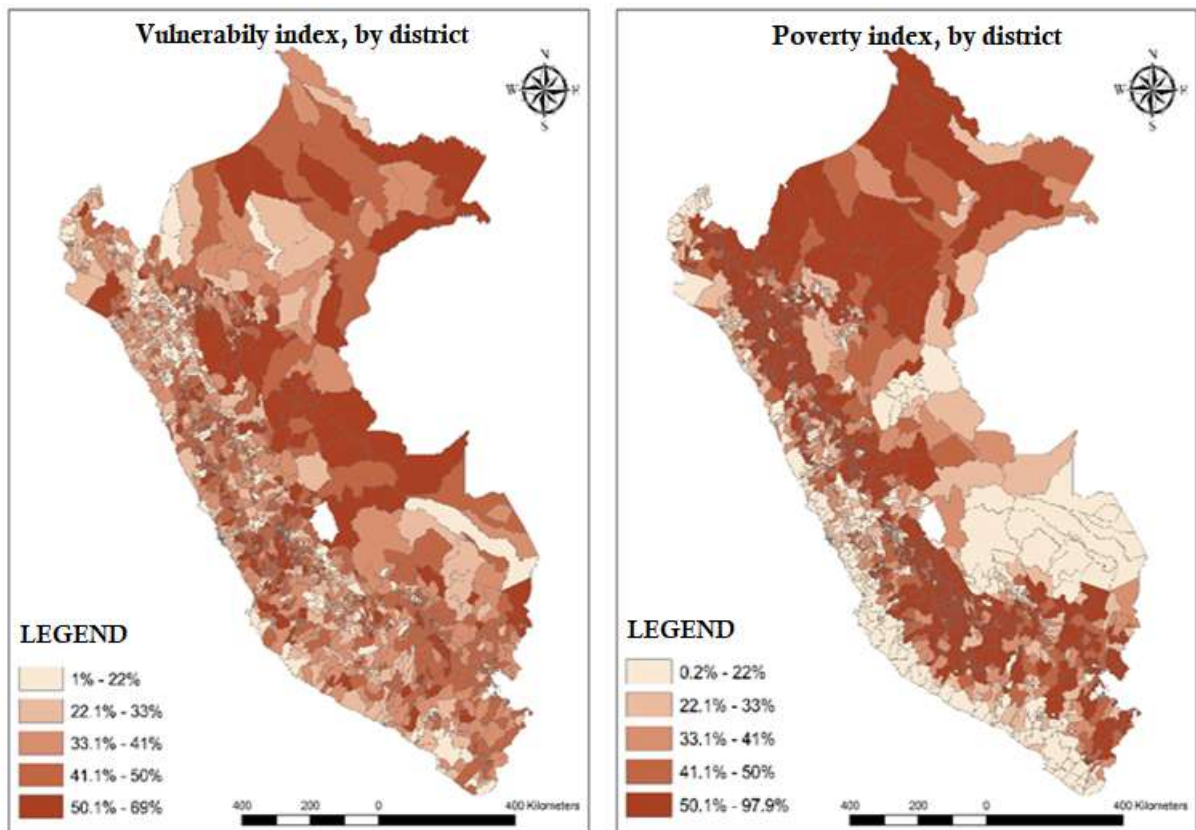 Vulnerabily index, by district
N
W E
S
LEGEND
1% - 22%
22.1% - 33%
33.1% - 41%
41.1% - 50%
50.1% - 69%
400 200 0 400 Kilometers
Poverty index, by district
N
W E
S
LEGEND
0.2% - 22%
22.1% - 33%
33.1% - 41%
41.1% - 50%
50.1% - 97.9%
400 200 0 400 Kilometers